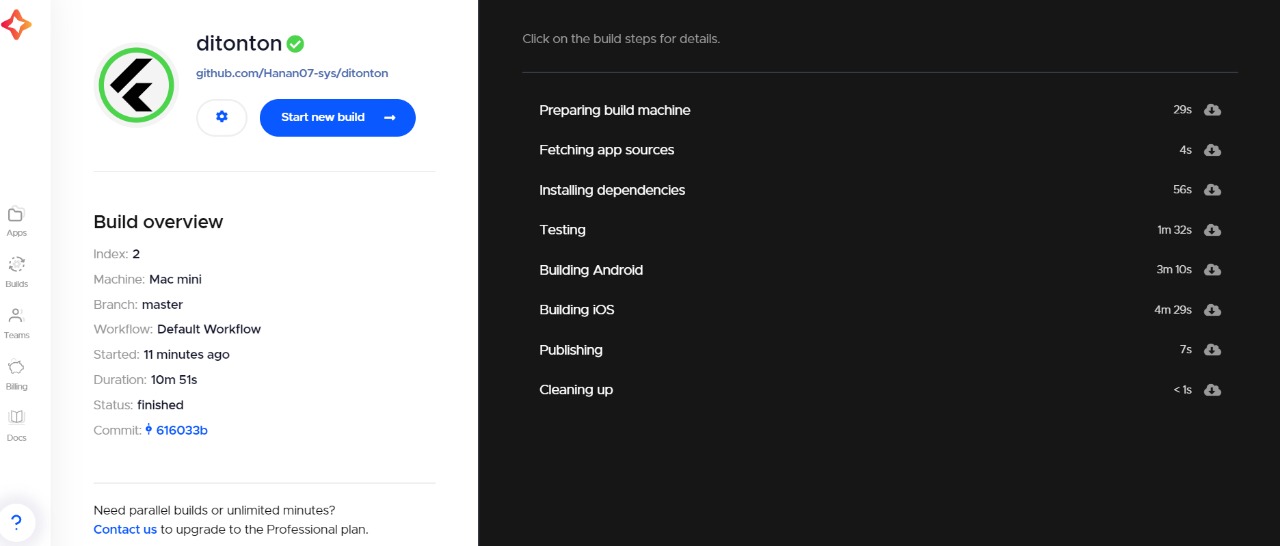 ditonton
github.com/Hanan07-sys/ditonton
Start new build
Apps
Builds
Teams
Billing
Docs
?
Build overview
Index: 2
Machine: Mac mini
Branch: master
Workflow: Default Workflow
Started: 11 minutes ago
Duration: 10m 51s
Status: finished
Commit: 616033b
Need parallel builds or unlimited minutes?
Contact us to upgrade to the Professional plan.
Click on the build steps for details.
Preparing build machine 29s
Fetching app sources 4s
Installing dependencies 56s
Testing 1m 32s
Building Android 3m 10s
Building iOS 4m 29s
Publishing 7s
Cleaning up < 1s